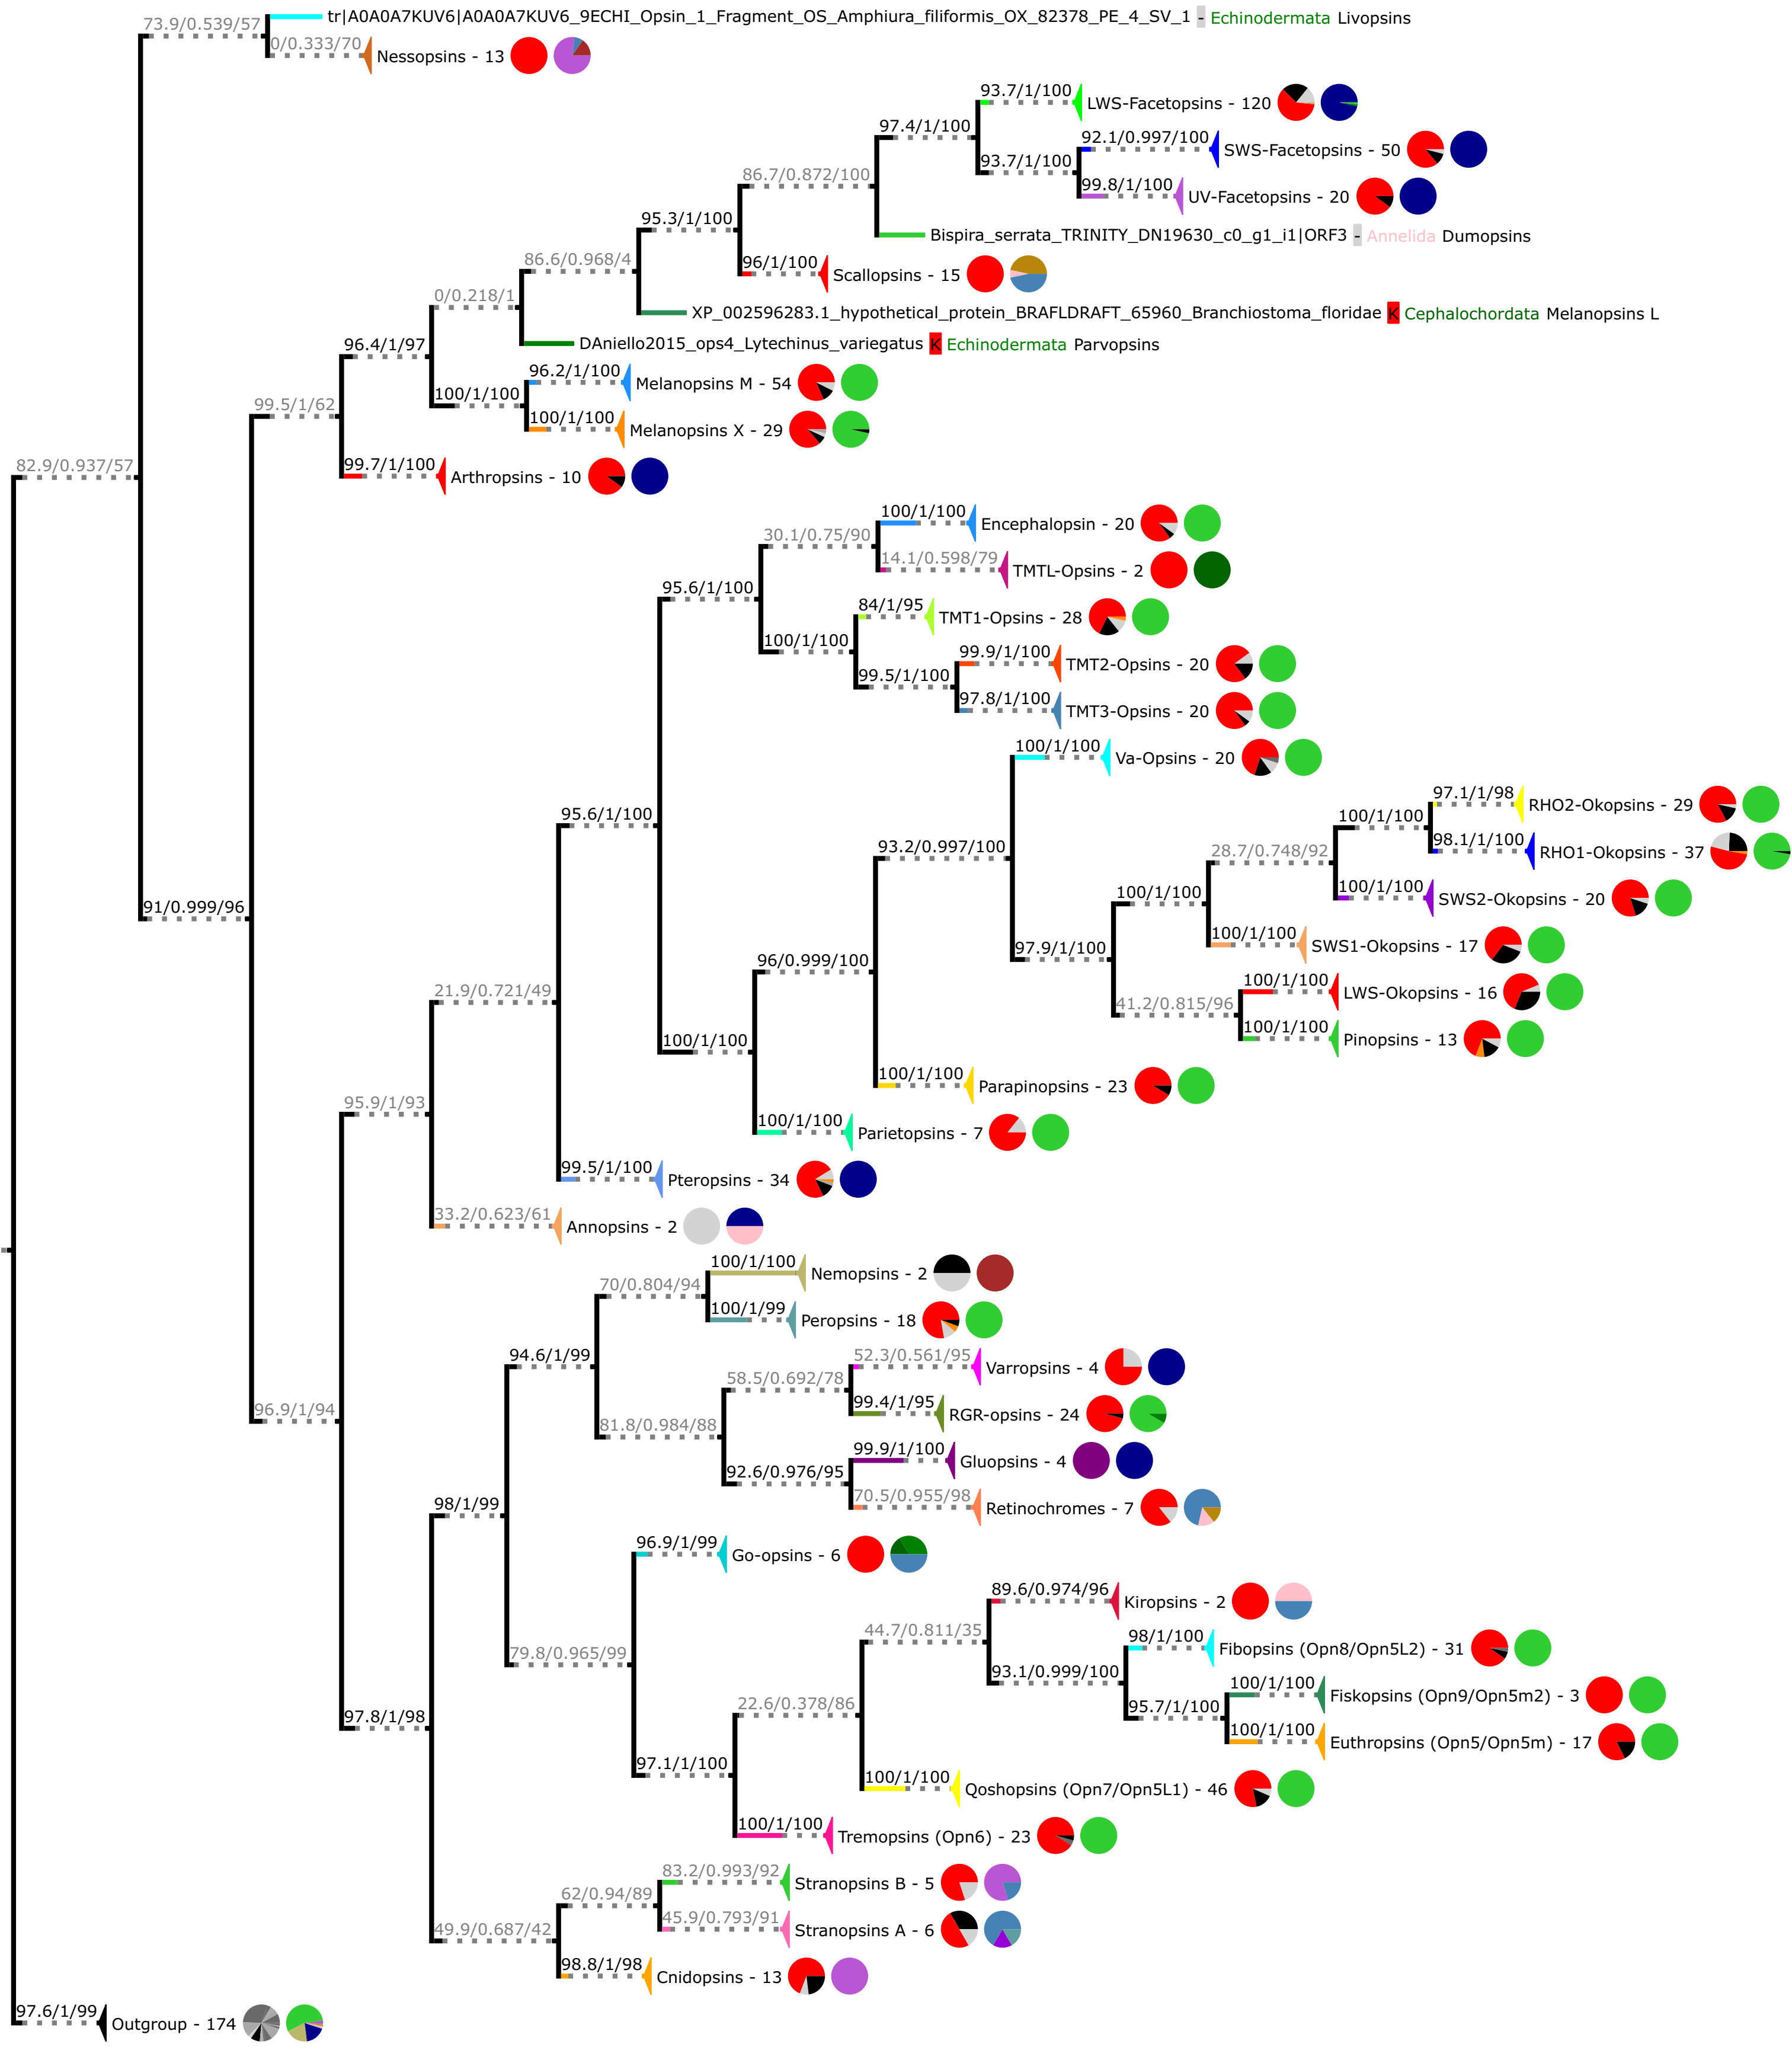 73.9/0.539/57
tr|A0A0A7KUV6|A0A0A7KUV6_9ECHI_Opsin_1_Fragment_OS_Amphiura_filiformis_OX_82378_PE_4_SV_1 - Echinodermata Livopsins
0/0.333/70
Nessopsins - 13
93.7/1/100
LWS-Facetopsins - 120
97.4/1/100
92.1/0.997/100
SWS-Facetopsins - 50
93.7/1/100
86.7/0.872/100
99.8/1/100
UV-Facetopsins - 20
95.3/1/100
Bispira_serrata_TRINITY_DN19630_c0_g1_i1|ORF3 - Annelida Dumopsins
86.6/0.968/4
96/1/100
Scallopsins - 15
0/0.218/1
XP_002596283.1_hypothetical_protein_BRAFLDRAFT_65960_Branchiostoma_floridae K Cephalochordata Melanopsins L
96.4/1/97
DAniello2015_ops4_Lytechinus_variegatus K Echinodermata Parvopsins
96.2/1/100
Melanopsins M - 54
100/1/100
99.5/1/62
100/1/100
Melanopsins X - 29
82.9/0.937/57
99.7/1/100
Arthropsins - 10
100/1/100
Encephalopsin - 20
30.1/0.75/90
14.1/0.598/79
TMTL-Opsins - 2
95.6/1/100
84/1/95
TMT1-Opsins - 28
100/1/100
99.9/1/100
TMT2-Opsins - 20
99.5/1/100
97.8/1/100
TMT3-Opsins - 20
100/1/100
Va-Opsins - 20
97.1/1/98
RHO2-Okopsins - 29
95.6/1/100
100/1/100
98.1/1/100
RHO1-Okopsins - 37
93.2/0.997/100
28.7/0.748/92
100/1/100
SWS2-Okopsins - 20
100/1/100
91/0.999/96
100/1/100
SWS1-Okopsins - 17
97.9/1/100
96/0.999/100
100/1/100
LWS-Okopsins - 16
21.9/0.721/49
41.2/0.815/96
100/1/100
Pinopsins - 13
100/1/100
100/1/100
Parapinopsins - 23
95.9/1/93
100/1/100
Parietopsins - 7
99.5/1/100
Pteropsins - 34
33.2/0.623/61
Annopsins - 2
100/1/100
Nemopsins - 2
70/0.804/94
100/1/99
Peropsins - 18
94.6/1/99
52.3/0.561/95
Varropsins - 4
58.5/0.692/78
99.4/1/95
RGR-opsins - 24
96.9/1/94
81.8/0.984/88
99.9/1/100
Gluopsins - 4
92.6/0.976/95
70.5/0.955/98
Retinochromes - 7
98/1/99
96.9/1/99
Go-opsins - 6
89.6/0.974/96
Kiropsins - 2
44.7/0.811/35
98/1/100
Fibopsins (Opn8/Opn5L2) - 31
79.8/0.965/99
93.1/0.999/100
100/1/100
Fiskopsins (Opn9/Opn5m2) - 3
22.6/0.378/86
95.7/1/100
97.8/1/98
100/1/100
Euthropsins (Opn5/Opn5m) - 17
97.1/1/100
100/1/100
Qoshopsins (Opn7/Opn5L1) - 46
100/1/100
Tremopsins (Opn6) - 23
83.2/0.993/92
Stranopsins B - 5
62/0.94/89
45.9/0.793/91
Stranopsins A - 6
49.9/0.687/42
98.8/1/98
Cnidopsins - 13
97.6/1/99
Outgroup - 174